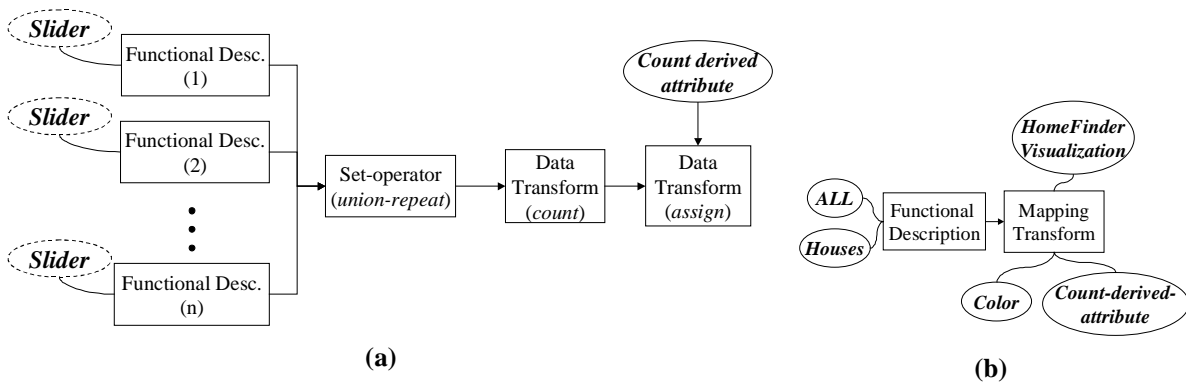 Slider
Functional Desc.
(1)
Slider
Functional Desc.
(2)
Slider
Functional Desc.
(n)
Set-operator
(union-repeat)
Data
Transform
(count)
Count derived
attribute
Data
Transform
(assign)
(a)
HomeFinder
Visualization
ALL
Houses
Functional
Description
Mapping
Transform
Color
Count-derived-
attribute
(b)